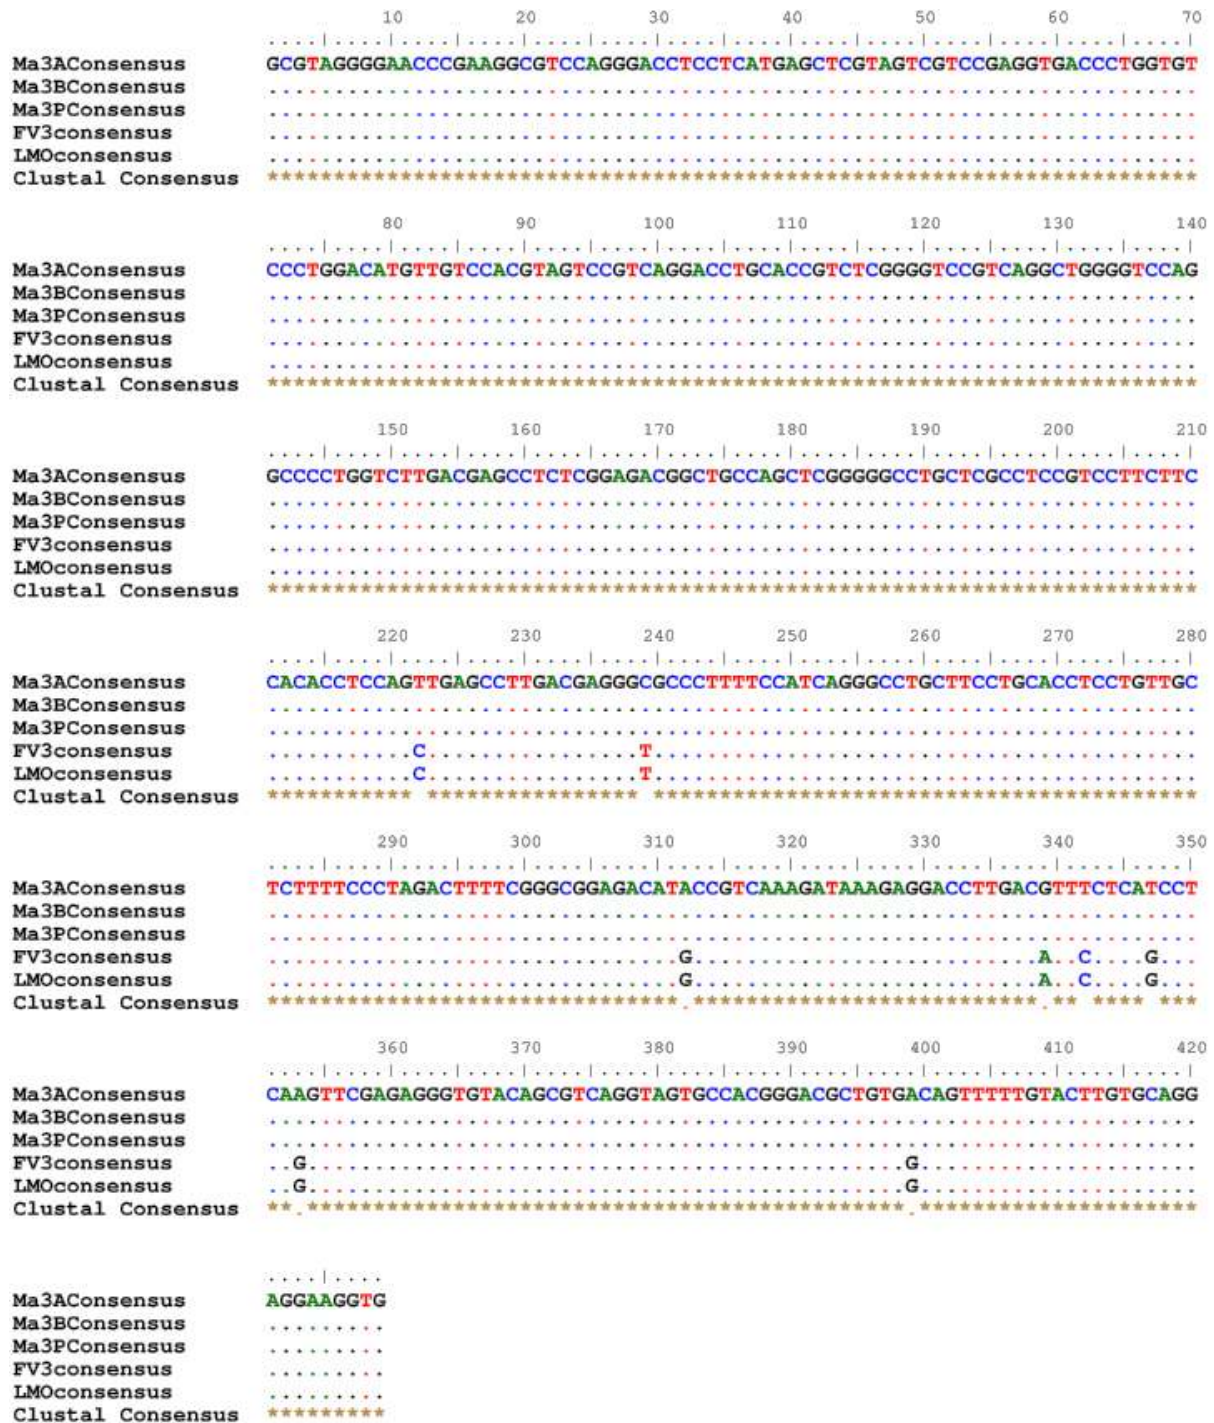 10 20 30 40 50 60 70
....|....|....|....|....|....|....|....|....|....|....|....|....|....|
Ma3AConsensus GCGTAGGGGAACCCGAAGGCGTCCAGGGACCTCCTCATGAGCTCGTAGTCGTCCGAGGTGACCCTGGTGT
Ma3BConsensus ......................................................................
Ma3PConsensus ......................................................................
FV3consensus ......................................................................
LMOconsensus ......................................................................
Clustal Consensus **********************************************************************
80 90 100 110 120 130 140
....|....|....|....|....|....|....|....|....|....|....|....|....|....|
Ma3AConsensus CCCTGGACATGTTGTCCACGTAGTCCGTCAGGACCTGCACCGTCTCGGGGTCCGTCAGGCTGGGGTCCAG
Ma3BConsensus ......................................................................
Ma3PConsensus ......................................................................
FV3consensus ......................................................................
LMOconsensus ......................................................................
Clustal Consensus **********************************************************************
150 160 170 180 190 200 210
....|....|....|....|....|....|....|....|....|....|....|....|....|....|
Ma3AConsensus GCCCCTGGTCTTGACGAGCCTCTCGGAGACGGCTGCCAGCTCGGGGGCCTGCTCGCCTCCGTCCTTCTTC
Ma3BConsensus ......................................................................
Ma3PConsensus ......................................................................
FV3consensus ......................................................................
LMOconsensus ......................................................................
Clustal Consensus **********************************************************************
220 230 240 250 260 270 280
....|....|....|....|....|....|....|....|....|....|....|....|....|....|
Ma3AConsensus CACACCTCCAGTTGAGCCTTGACGAGGGCGCCCTTTTCCATCAGGGCCTGCTTCCTGCACCTCCTGTTGC
Ma3BConsensus ......................................................................
Ma3PConsensus ......................................................................
FV3consensus ...........C................T.........................................
LMOconsensus ...........C................T.........................................
Clustal Consensus *********** **************** *****************************************
290 300 310 320 330 340 350
....|....|....|....|....|....|....|....|....|....|....|....|....|....|
Ma3AConsensus TCTTTTCCCTAGACTTTTCGGGCGGAGACATACCGTCAAAGATAAAGAGGACCTTGACGTTTCTCATCCT
Ma3BConsensus ......................................................................
Ma3PConsensus ......................................................................
FV3consensus ...............................G..........................A..C....G...
LMOconsensus ...............................G..........................A..C....G...
Clustal Consensus *******************************.**************************.** **** ***
360 370 380 390 400 410 420
....|....|....|....|....|....|....|....|....|....|....|....|....|....|
Ma3AConsensus CAAGTTCGAGAGGGTGTACAGCGTCAGGTAGTGCCACGGGACGCTGTGACAGTTTTTGTACTTGTGCAGG
Ma3BConsensus ......................................................................
Ma3PConsensus ......................................................................
FV3consensus ..G.............................................G.....................
LMOconsensus ..G.............................................G.....................
Clustal Consensus **.*********************************************.*********************
....|....
Ma3AConsensus AGGAAGGTG
Ma3BConsensus .........
Ma3PConsensus .........
FV3consensus .........
LMOconsensus .........
Clustal Consensus *********